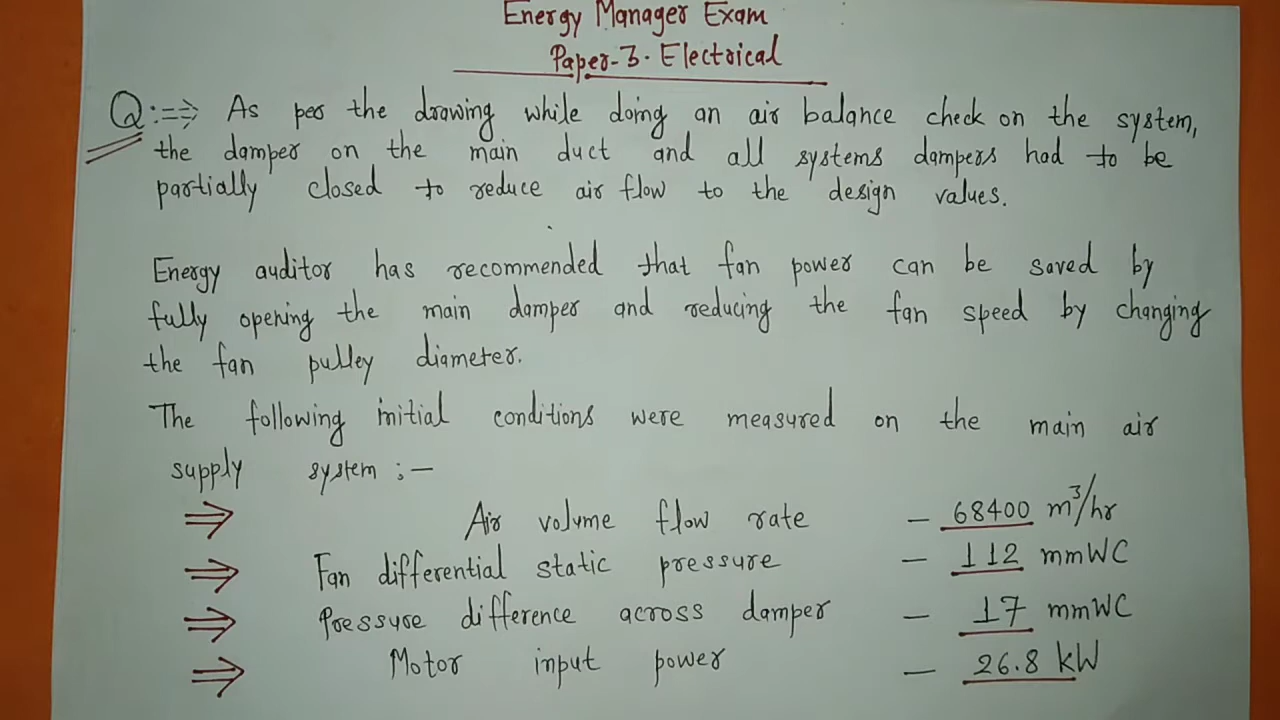 Energy Manager Exam
Paper-3. Electrical
Q:==> As per the drawing while doing an air balance check on the system,
the damper on the main duct and all systems dampers had to be
partially closed to reduce air flow to the design values.
Energy auditor has recommended that fan power can be saved by
fully opening the main damper and reducing the fan speed by changing
the fan pulley diameter.
The following initial conditions were measured on the main air
supply system :-
⇒ Air volume flow rate - 68400 m³/hr
⇒ Fan differential static pressure - 112 mmWC
⇒ Pressure difference across damper - 17 mmWC
⇒ Motor input power - 26.8 kW